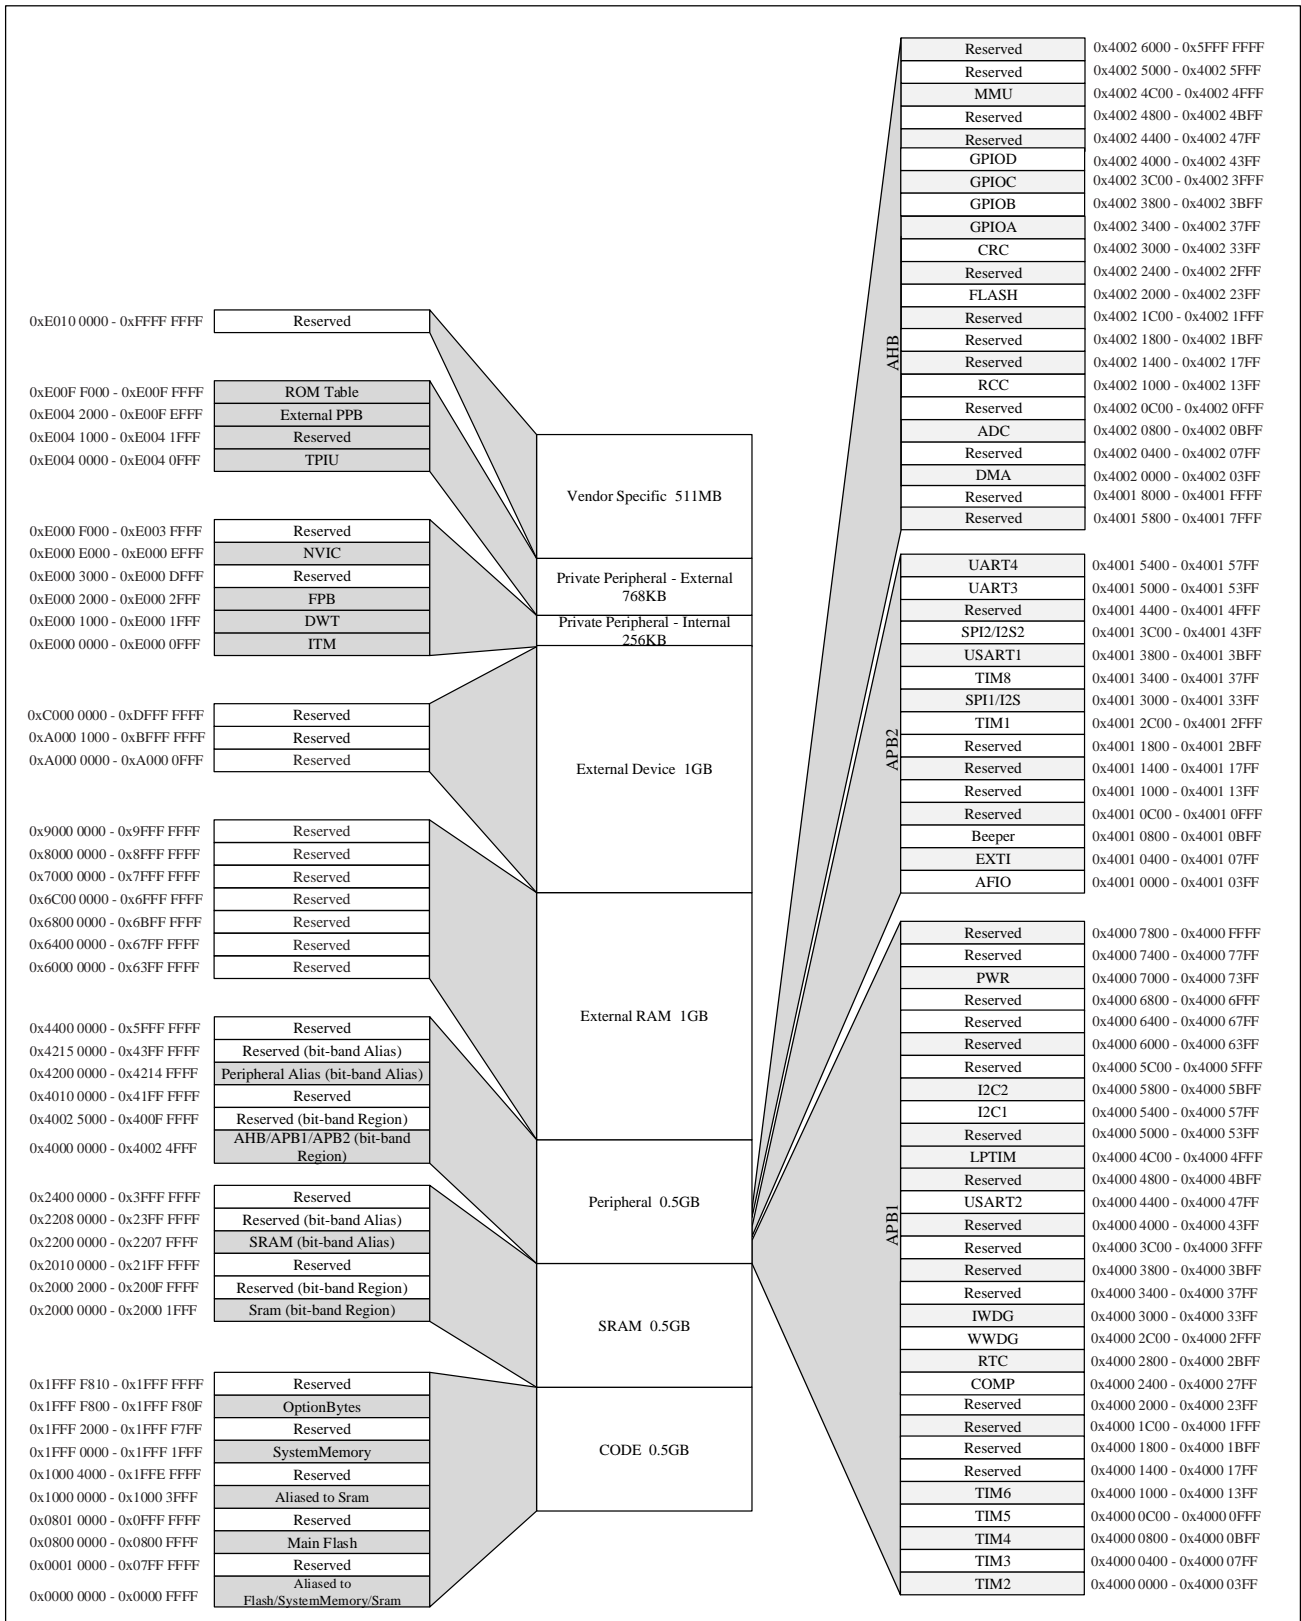 0xE010 0000 - 0xFFFF FFFF Reserved
0xE00F F000 - 0xE00F FFFF ROM Table
0xE004 2000 - 0xE00F EFFF External PPB
0xE004 1000 - 0xE004 1FFF Reserved
0xE004 0000 - 0xE004 0FFF TPIU
0xE000 F000 - 0xE003 FFFF Reserved
0xE000 E000 - 0xE000 EFFF NVIC
0xE000 3000 - 0xE000 DFFF Reserved
0xE000 2000 - 0xE000 2FFF FPB
0xE000 1000 - 0xE000 1FFF DWT
0xE000 0000 - 0xE000 0FFF ITM
0xC000 0000 - 0xDFFF FFFF Reserved
0xA000 1000 - 0xBFFF FFFF Reserved
0xA000 0000 - 0xA000 0FFF Reserved
0x9000 0000 - 0x9FFF FFFF Reserved
0x8000 0000 - 0x8FFF FFFF Reserved
0x7000 0000 - 0x7FFF FFFF Reserved
0x6C00 0000 - 0x6FFF FFFF Reserved
0x6800 0000 - 0x6BFF FFFF Reserved
0x6400 0000 - 0x67FF FFFF Reserved
0x6000 0000 - 0x63FF FFFF Reserved
0x4400 0000 - 0x5FFF FFFF Reserved
0x4215 0000 - 0x43FF FFFF Reserved (bit-band Alias)
0x4200 0000 - 0x4214 FFFF Peripheral Alias (bit-band Alias)
0x4010 0000 - 0x41FF FFFF Reserved
0x4002 5000 - 0x400F FFFF Reserved (bit-band Region)
0x4000 0000 - 0x4002 4FFF AHB/APB1/APB2 (bit-band
Region)
0x2400 0000 - 0x3FFF FFFF Reserved
0x2208 0000 - 0x23FF FFFF Reserved (bit-band Alias)
0x2200 0000 - 0x2207 FFFF SRAM (bit-band Alias)
0x2010 0000 - 0x21FF FFFF Reserved
0x2000 2000 - 0x200F FFFF Reserved (bit-band Region)
0x2000 0000 - 0x2000 1FFF Sram (bit-band Region)
0x1FFF F810 - 0x1FFF FFFF Reserved
0x1FFF F800 - 0x1FFF F80F OptionBytes
0x1FFF 2000 - 0x1FFF F7FF Reserved
0x1FFF 0000 - 0x1FFF 1FFF SystemMemory
0x1000 4000 - 0x1FFE FFFF Reserved
0x1000 0000 - 0x1000 3FFF Aliased to Sram
0x0801 0000 - 0x0FFF FFFF Reserved
0x0800 0000 - 0x0800 FFFF Main Flash
0x0001 0000 - 0x07FF FFFF Reserved
0x0000 0000 - 0x0000 FFFF Aliased to
Flash/SystemMemory/Sram
Vendor Specific 511MB
Private Peripheral - External
768KB
Private Peripheral - Internal
256KB
External Device 1GB
External RAM 1GB
Peripheral 0.5GB
SRAM 0.5GB
CODE 0.5GB
AHB
Reserved 0x4002 6000 - 0x5FFF FFFF
Reserved 0x4002 5000 - 0x4002 5FFF
MMU 0x4002 4C00 - 0x4002 4FFF
Reserved 0x4002 4800 - 0x4002 4BFF
Reserved 0x4002 4400 - 0x4002 47FF
GPIOD 0x4002 4000 - 0x4002 43FF
GPIOC 0x4002 3C00 - 0x4002 3FFF
GPIOB 0x4002 3800 - 0x4002 3BFF
GPIOA 0x4002 3400 - 0x4002 37FF
CRC 0x4002 3000 - 0x4002 33FF
Reserved 0x4002 2400 - 0x4002 2FFF
FLASH 0x4002 2000 - 0x4002 23FF
Reserved 0x4002 1C00 - 0x4002 1FFF
Reserved 0x4002 1800 - 0x4002 1BFF
Reserved 0x4002 1400 - 0x4002 17FF
RCC 0x4002 1000 - 0x4002 13FF
Reserved 0x4002 0C00 - 0x4002 0FFF
ADC 0x4002 0800 - 0x4002 0BFF
Reserved 0x4002 0400 - 0x4002 07FF
DMA 0x4002 0000 - 0x4002 03FF
Reserved 0x4001 8000 - 0x4001 FFFF
Reserved 0x4001 5800 - 0x4001 7FFF
APB2
UART4 0x4001 5400 - 0x4001 57FF
UART3 0x4001 5000 - 0x4001 53FF
Reserved 0x4001 4400 - 0x4001 4FFF
SPI2/I2S2 0x4001 3C00 - 0x4001 43FF
USART1 0x4001 3800 - 0x4001 3BFF
TIM8 0x4001 3400 - 0x4001 37FF
SPI1/I2S 0x4001 3000 - 0x4001 33FF
TIM1 0x4001 2C00 - 0x4001 2FFF
Reserved 0x4001 1800 - 0x4001 2BFF
Reserved 0x4001 1400 - 0x4001 17FF
Reserved 0x4001 1000 - 0x4001 13FF
Reserved 0x4001 0C00 - 0x4001 0FFF
Beeper 0x4001 0800 - 0x4001 0BFF
EXTI 0x4001 0400 - 0x4001 07FF
AFIO 0x4001 0000 - 0x4001 03FF
APB1
Reserved 0x4000 7800 - 0x4000 FFFF
Reserved 0x4000 7400 - 0x4000 77FF
PWR 0x4000 7000 - 0x4000 73FF
Reserved 0x4000 6800 - 0x4000 6FFF
Reserved 0x4000 6400 - 0x4000 67FF
Reserved 0x4000 6000 - 0x4000 63FF
Reserved 0x4000 5C00 - 0x4000 5FFF
I2C2 0x4000 5800 - 0x4000 5BFF
I2C1 0x4000 5400 - 0x4000 57FF
Reserved 0x4000 5000 - 0x4000 53FF
LPTIM 0x4000 4C00 - 0x4000 4FFF
Reserved 0x4000 4800 - 0x4000 4BFF
USART2 0x4000 4400 - 0x4000 47FF
Reserved 0x4000 4000 - 0x4000 43FF
Reserved 0x4000 3C00 - 0x4000 3FFF
Reserved 0x4000 3800 - 0x4000 3BFF
Reserved 0x4000 3400 - 0x4000 37FF
IWDG 0x4000 3000 - 0x4000 33FF
WWDG 0x4000 2C00 - 0x4000 2FFF
RTC 0x4000 2800 - 0x4000 2BFF
COMP 0x4000 2400 - 0x4000 27FF
Reserved 0x4000 2000 - 0x4000 23FF
Reserved 0x4000 1C00 - 0x4000 1FFF
Reserved 0x4000 1800 - 0x4000 1BFF
Reserved 0x4000 1400 - 0x4000 17FF
TIM6 0x4000 1000 - 0x4000 13FF
TIM5 0x4000 0C00 - 0x4000 0FFF
TIM4 0x4000 0800 - 0x4000 0BFF
TIM3 0x4000 0400 - 0x4000 07FF
TIM2 0x4000 0000 - 0x4000 03FF